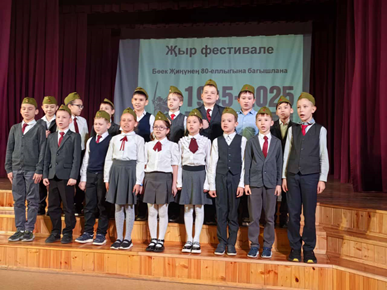 Җыр фестивале
Бөек Җиңүнең 80-еллыгына багышлана
1945-2025